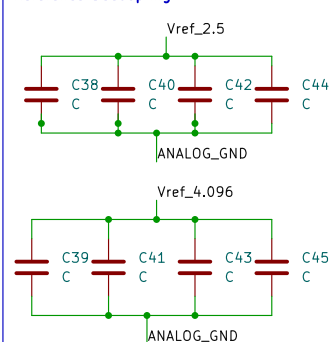 Vref_2.5
C38 C40 C42 C44
C C C C
ANALOG_GND
Vref_4.096
C39 C41 C43 C45
C C C C
ANALOG_GND